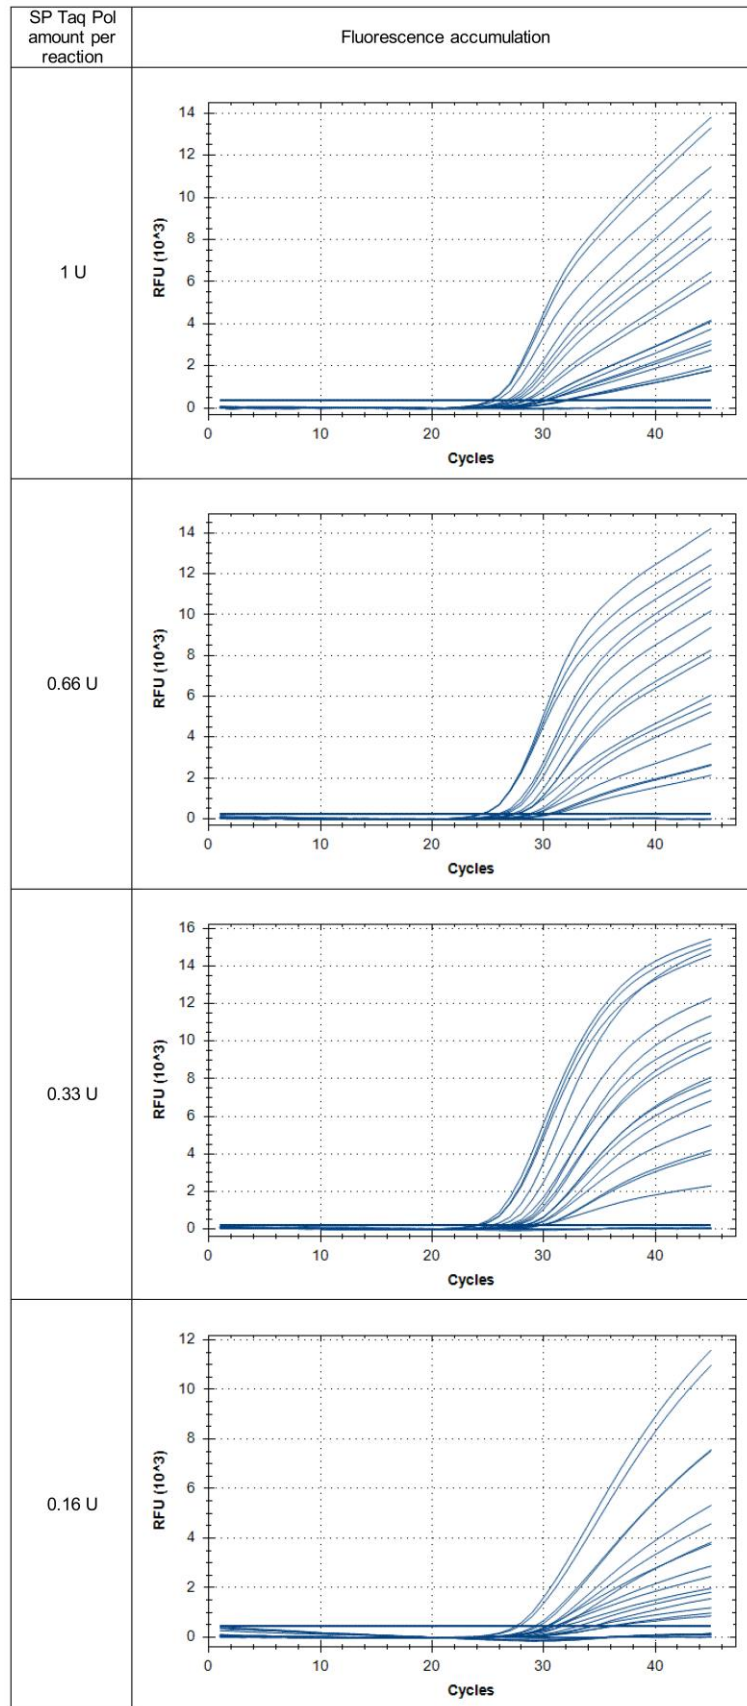 SP Taq Pol
amount per
reaction
Fluorescence accumulation
1 U
RFU (10^3)
14
12
10
8
6
4
2
0
0 10 20 30 40
Cycles
0.66 U
RFU (10^3)
14
12
10
8
6
4
2
0
0 10 20 30 40
Cycles
0.33 U
RFU (10^3)
16
14
12
10
8
6
4
2
0
0 10 20 30 40
Cycles
0.16 U
RFU (10^3)
12
10
8
6
4
2
0
0 10 20 30 40
Cycles